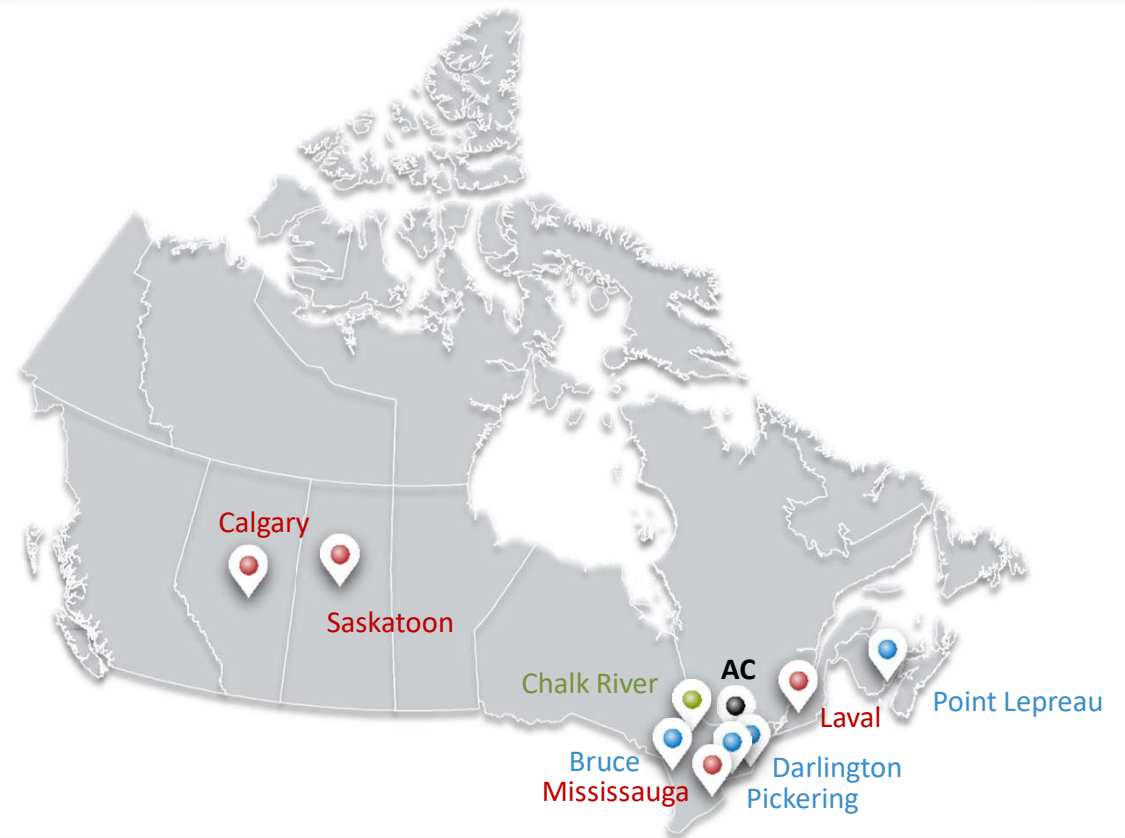 Calgary
Saskatoon
Chalk River
AC
Laval
Point Lepreau
Bruce
Darlington
Mississauga
Pickering